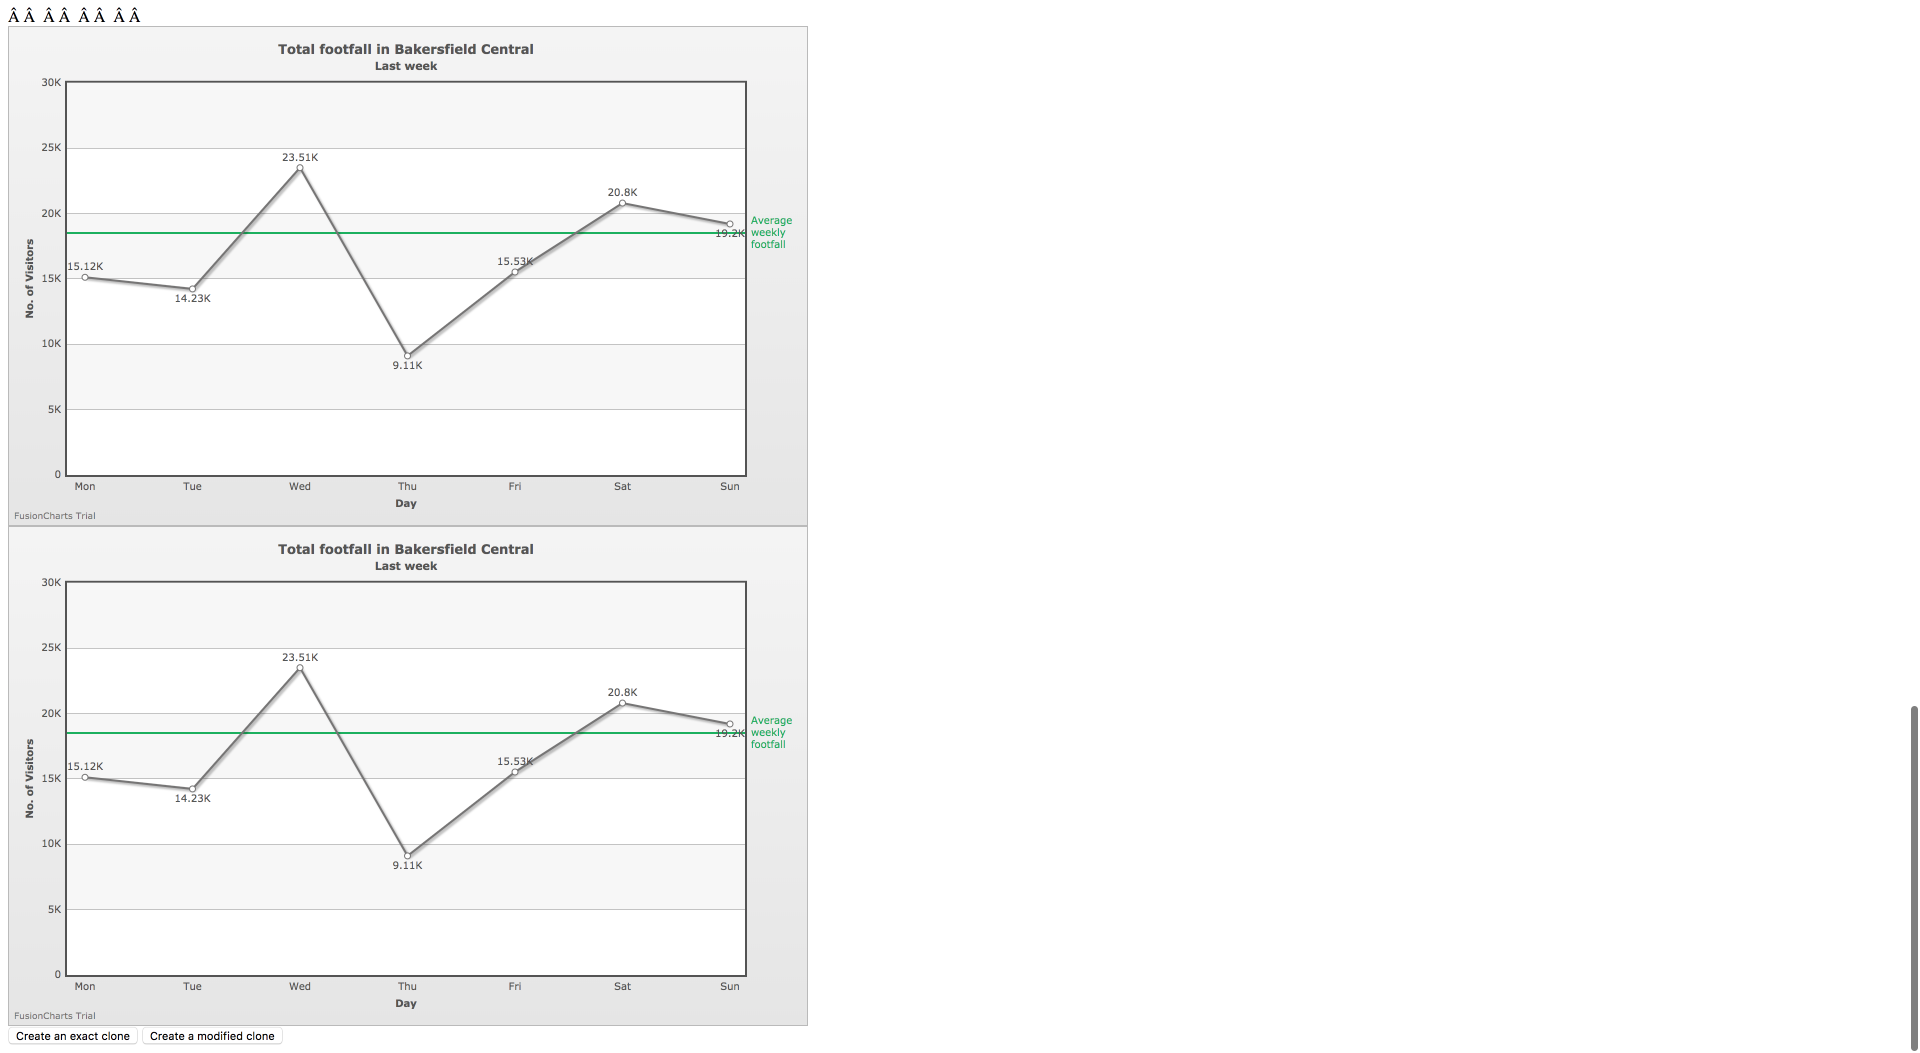 Â Â  Â Â  Â Â  Â Â
Total footfall in Bakersfield Central
Last week
30K
25K
20K
15K
10K
5K
0
No. of Visitors
15.12K
14.23K
23.51K
9.11K
15.53K
20.8K
19.2K
Average
weekly
footfall
Mon Tue Wed Thu Fri Sat Sun
Day
FusionCharts Trial
Total footfall in Bakersfield Central
Last week
30K
25K
20K
15K
10K
5K
0
No. of Visitors
15.12K
14.23K
23.51K
9.11K
15.53K
20.8K
19.2K
Average
weekly
footfall
Mon Tue Wed Thu Fri Sat Sun
Day
FusionCharts Trial
Create an exact clone Create a modified clone